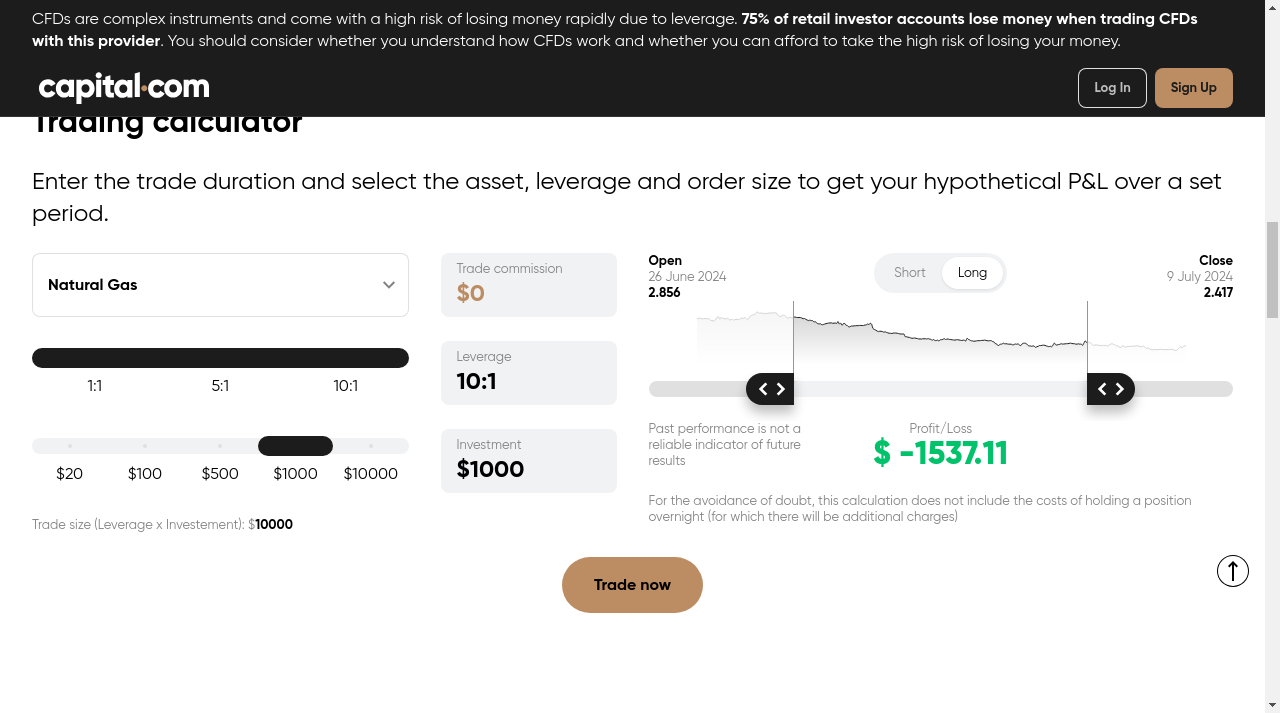 CFDs are complex instruments and come with a high risk of losing money rapidly due to leverage. 75% of retail investor accounts lose money when trading CFDs
with this provider. You should consider whether you understand how CFDs work and whether you can afford to take the high risk of losing your money.
capital.com
Log In
Sign Up
Trading calculator
Enter the trade duration and select the asset, leverage and order size to get your hypothetical P&L over a set
period.
Natural Gas
1:1
5:1
10:1
$20
$100
$500
$1000
$10000
Trade size (Leverage x Investement): $10000
Trade commission
$0
Leverage
10:1
Investment
$1000
Open
26 June 2024
2.856
Short
Long
Close
9 July 2024
2.417
Past performance is not a
reliable indicator of future
results
Profit/Loss
$ -1537.11
For the avoidance of doubt, this calculation does not include the costs of holding a position
overnight (for which there will be additional charges)
Trade now